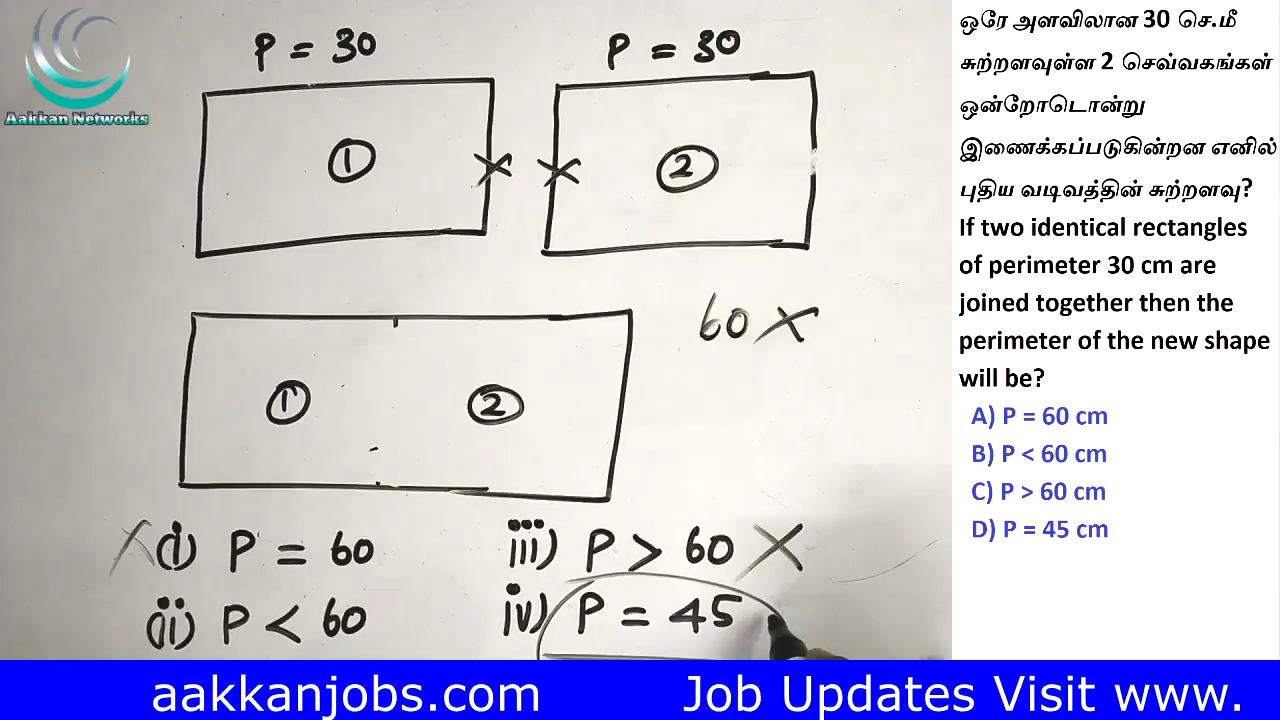 Aakkan Networks
P = 30
P = 30
1
2
60 X
1
2
X (i) P = 60
iii) P > 60 X
(ii) P < 60
iv) P = 45
ஒரே அளவிலான 30 செ.மீ
சுற்றளவுள்ள 2 செவ்வகங்கள்
ஒன்றோடொன்று
இணைக்கப்படுகின்றன எனில்
புதிய வடிவத்தின் சுற்றளவு?
If two identical rectangles
of perimeter 30 cm are
joined together then the
perimeter of the new shape
will be?
A) P = 60 cm
B) P < 60 cm
C) P > 60 cm
D) P = 45 cm
aakkanjobs.com Job Updates Visit www.